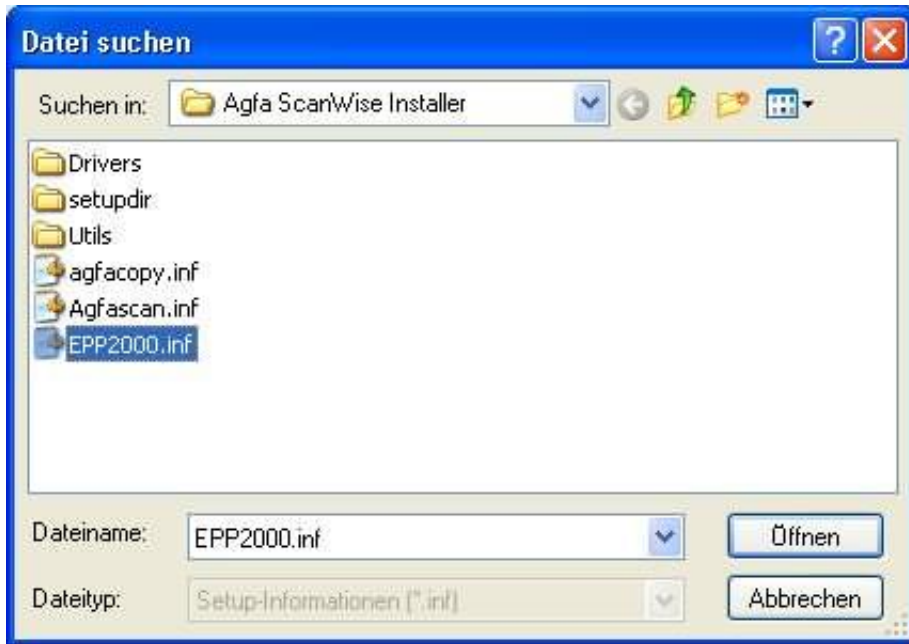 Datei suchen
Suchen in: Agfa ScanWise Installer
Drivers
setupdir
Utils
agfacopy.inf
Agfascan.inf
EPP2000.inf
Dateiname: EPP2000.inf Öffnen
Dateityp: Setup-Informationen (*.inf) Abbrechen